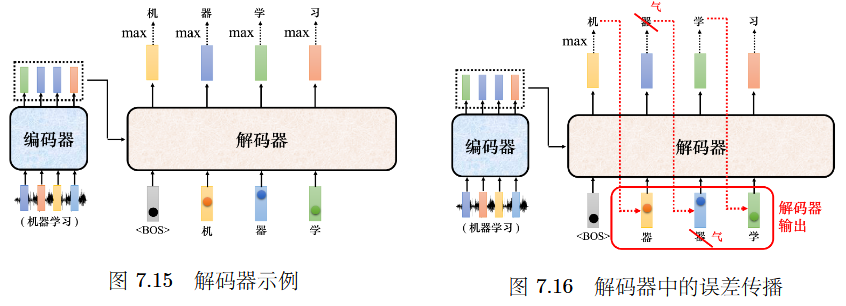 机 器 学 习
max max max max
编码器 解码器
(机器学习)
<BOS> 机 器 学
图 7.15 解码器示例
气
机 器 学 习
max
编码器 解码器
解码器
输出
(机器学习)
<BOS> 器 器 气 学
图 7.16 解码器中的误差传播